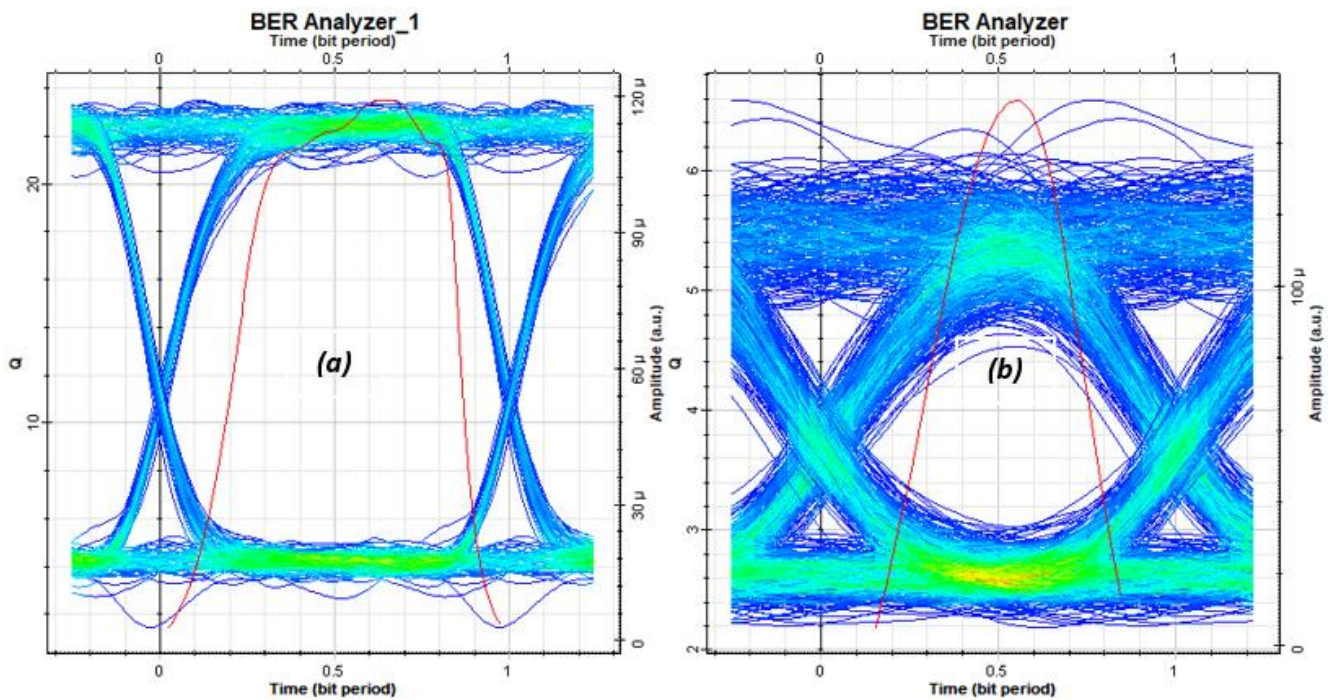 BER Analyzer_1
Time (bit period)
0 0.5 1
Q
20
10
120 µ
90 µ
60 µ
30 µ
0
Amplitude (a.u.)
(a)
0 0.5 1
Time (bit period)
BER Analyzer
Time (bit period)
0 0.5 1
Q
6
5
4
3
2
100 µ
0
Amplitude (a.u.)
(b)
0 0.5 1
Time (bit period)